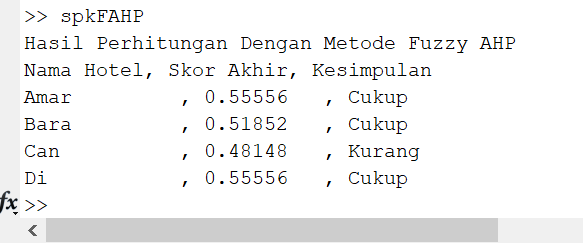 >> spkFAHP
Hasil Perhitungan Dengan Metode Fuzzy AHP
Nama Hotel, Skor Akhir, Kesimpulan
Amar         , 0.55556   , Cukup
Bara         , 0.51852   , Cukup
Can          , 0.48148   , Kurang
Di           , 0.55556   , Cukup
fx >>